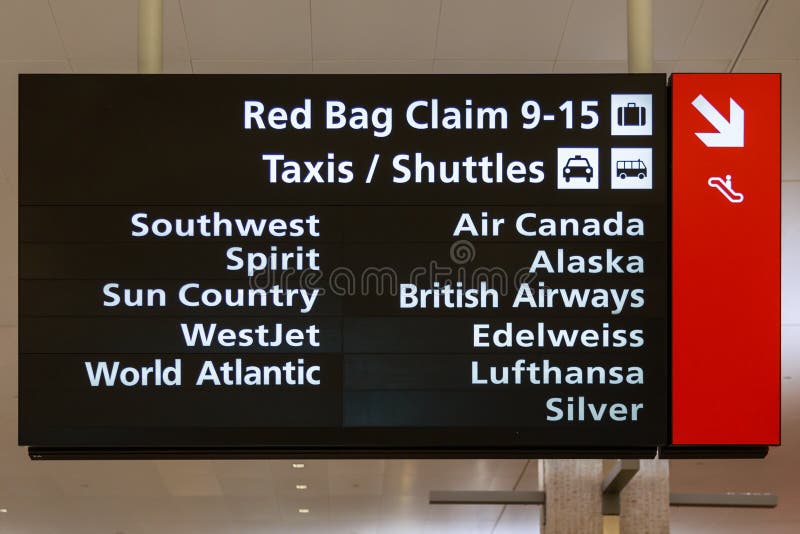 Red Bag Claim 9-15
Taxis / Shuttles
Southwest
Spirit
Sun Country
WestJet
World Atlantic
Air Canada
Alaska
British Airways
Edelweiss
Lufthansa
Silver
dreamstime.